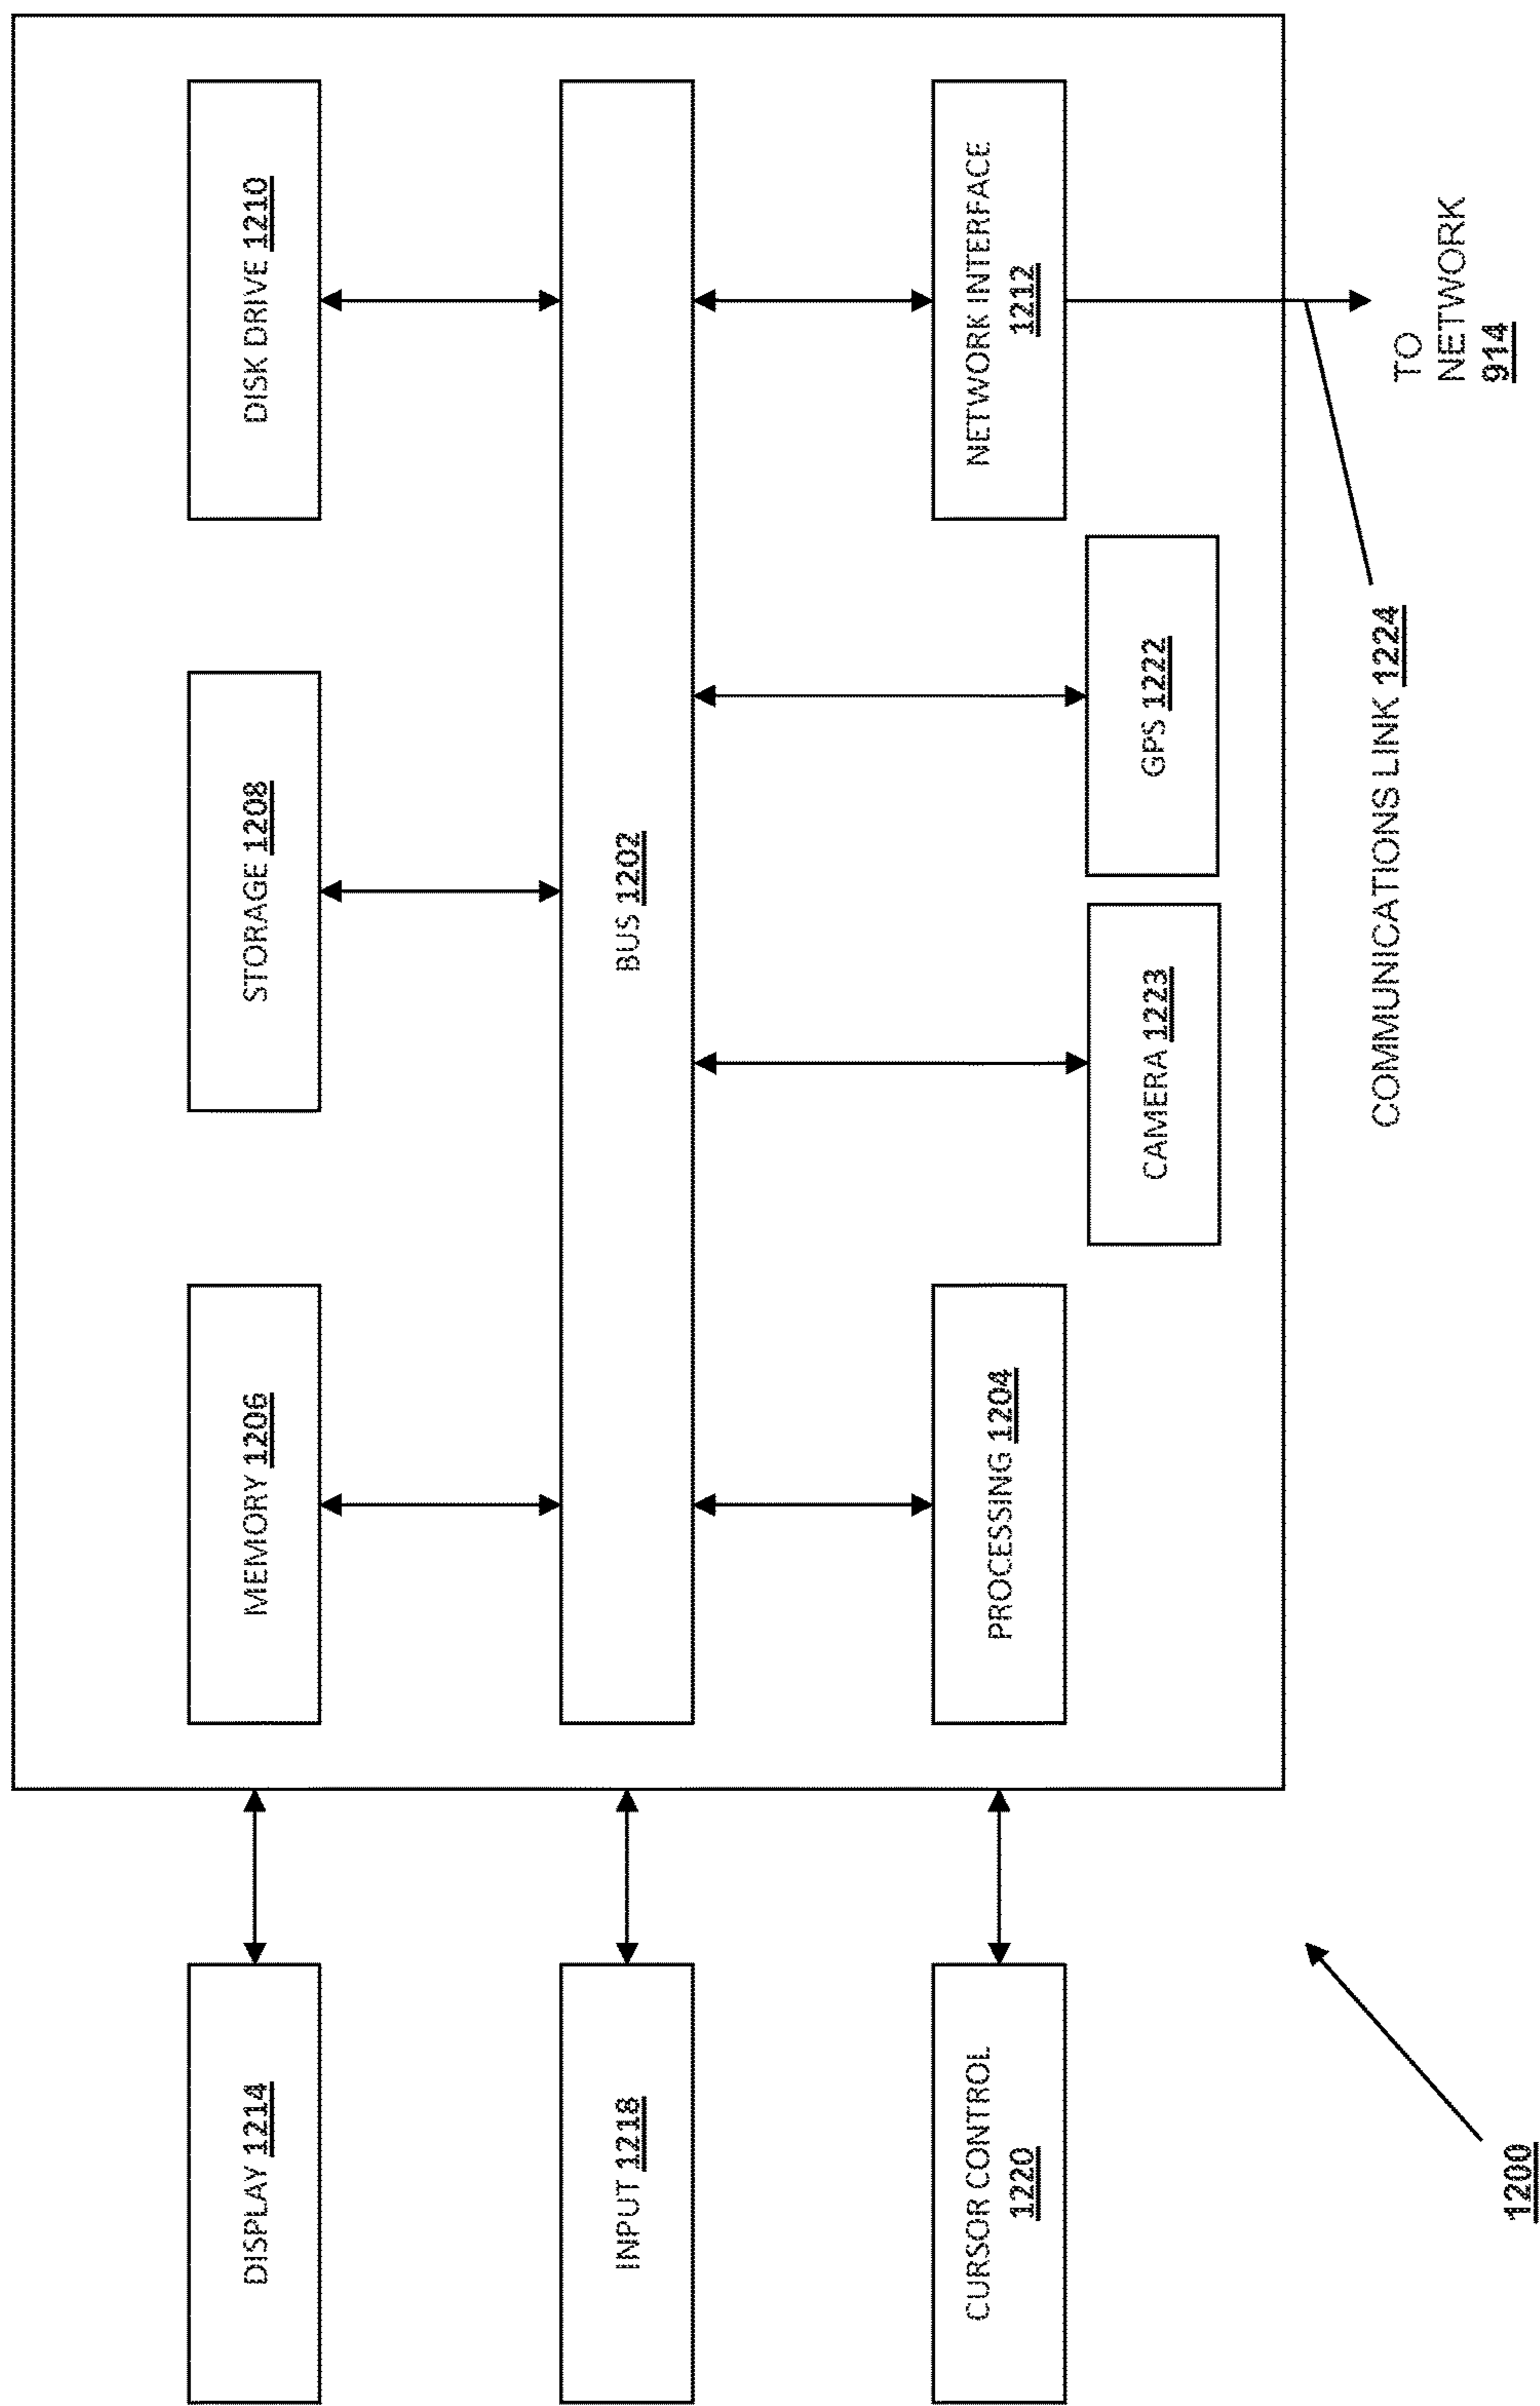 DISPLAY 1214
MEMORY 1206
STORAGE 1208
DISK DRIVE 1210
INPUT 1218
BUS 1202
CURSOR CONTROL
1220
PROCESSING 1204
NETWORK INTERFACE
1212
CAMERA 1223
GPS 1222
COMMUNICATIONS LINK 1224
TO
NETWORK
914
1200